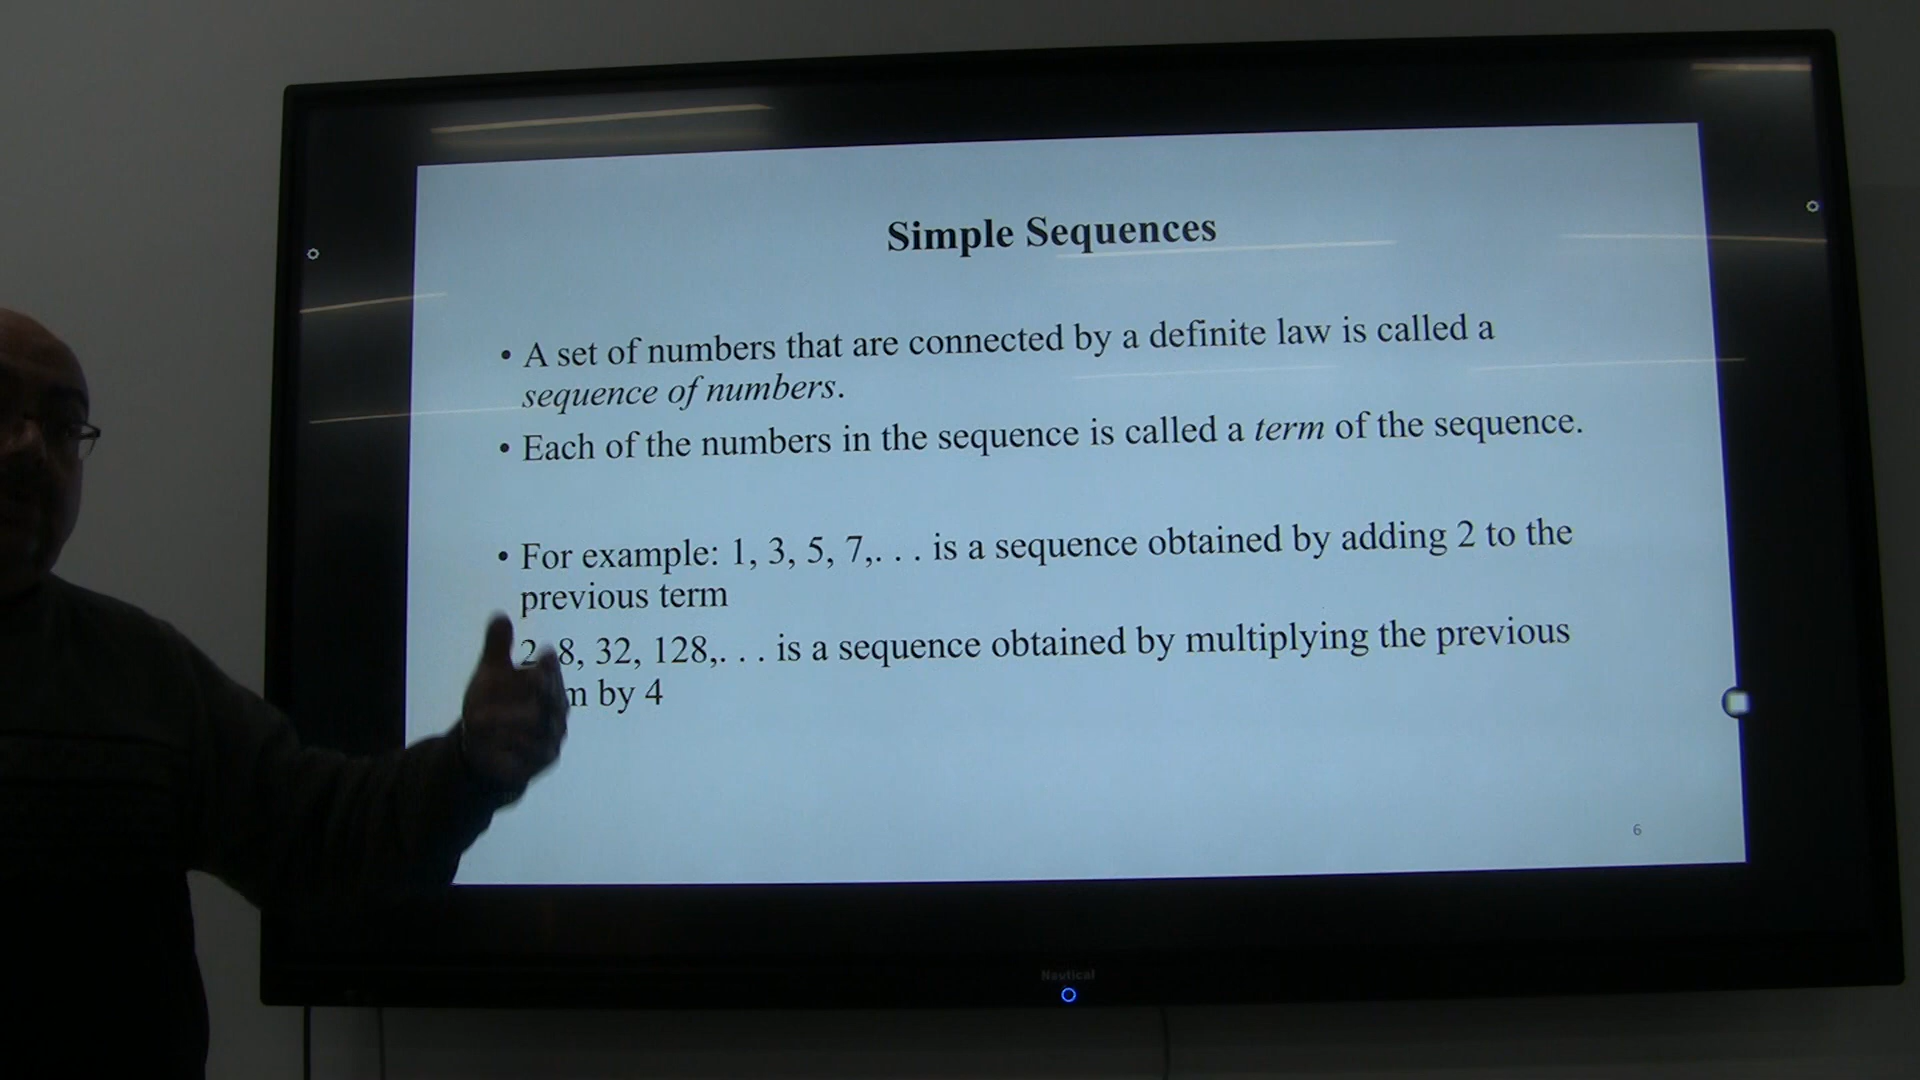 Simple Sequences
• A set of numbers that are connected by a definite law is called a
sequence of numbers.
• Each of the numbers in the sequence is called a term of the sequence.
• For example: 1, 3, 5, 7,. . . is a sequence obtained by adding 2 to the
previous term
2, 8, 32, 128,. . . is a sequence obtained by multiplying the previous
by 4
6
Nautical